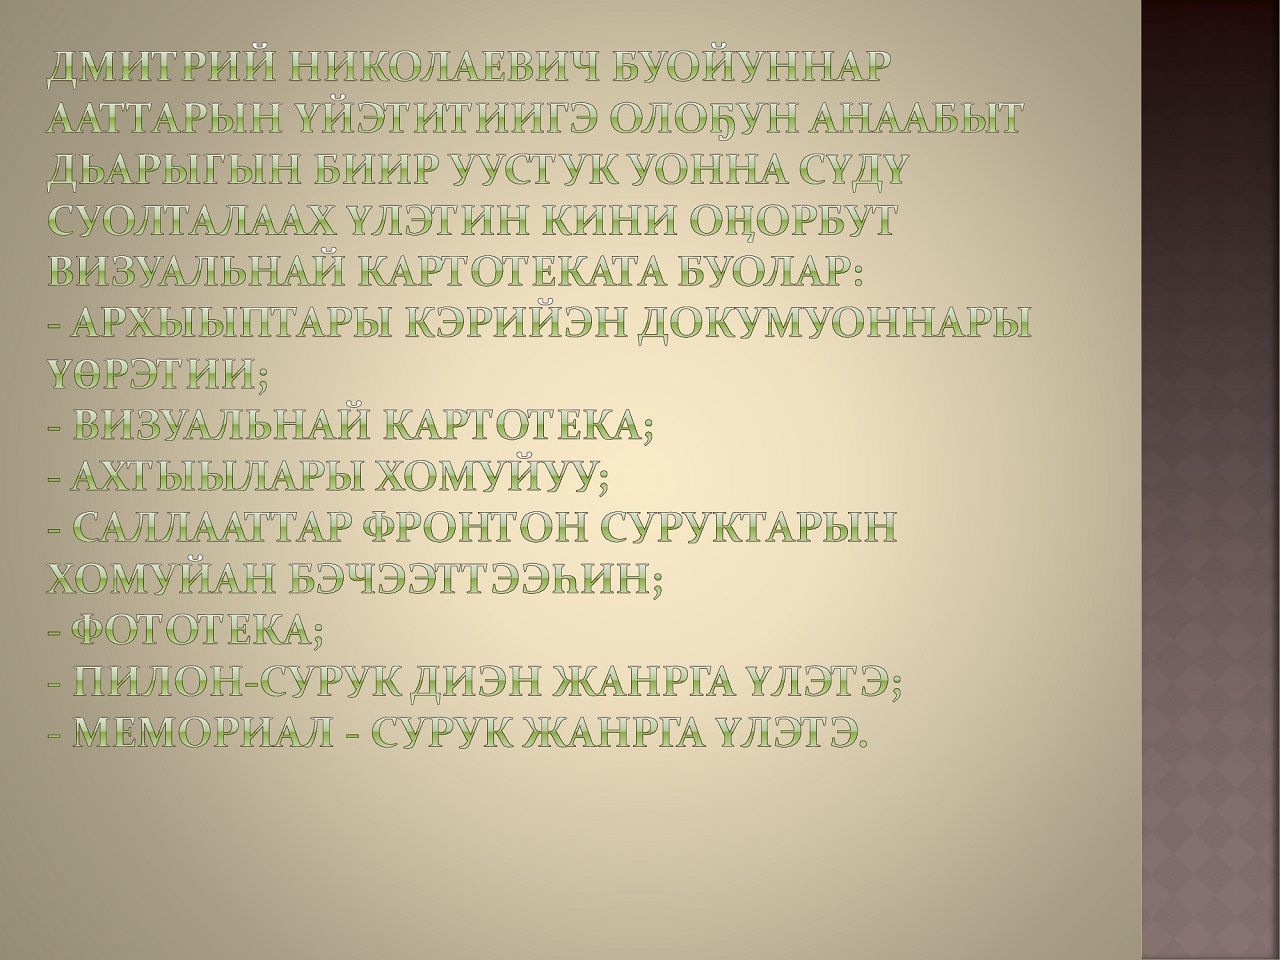 ДМИТРИЙ НИКОЛАЕВИЧ БУОЙУННАР
ААТТАРЫН ҮЙЭТИТИИГЭ ОЛОҔУН АНААБЫТ
ДЬАРЫГЫН БИИР УУСТУК УОННА СҮДҮ
СУОЛТАЛААХ ҮЛЭТИН КИНИ ОҢОРБУТ
ВИЗУАЛЬНАЙ КАРТОТЕКАТА БУОЛАР:
- АРХЫЫПТАРЫ КЭРИЙЭН ДОКУМУОННАРЫ
ҮӨРЭТИИ;
- ВИЗУАЛЬНАЙ КАРТОТЕКА;
- АХТЫЫЛАРЫ ХОМУЙУУ;
- САЛЛААТТАР ФРОНТОН СУРУКТАРЫН
ХОМУЙАН БЭЧЭЭТТЭЭҺИН;
- ФОТОТЕКА;
- ПИЛОН-СУРУК ДИЭН ЖАНРГА ҮЛЭТЭ;
- МЕМОРИАЛ - СУРУК ЖАНРГА ҮЛЭТЭ.